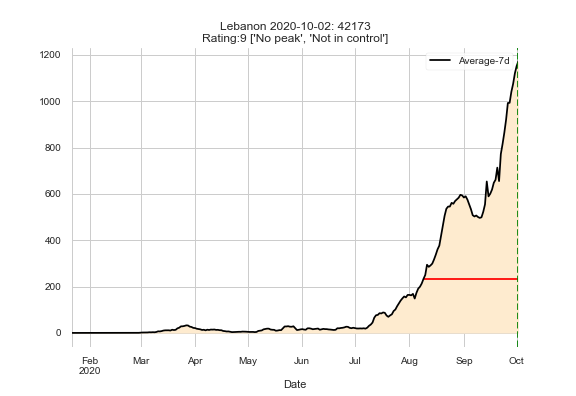 Lebanon 2020-10-02: 42173
Rating:9 ['No peak', 'Not in control']
Average-7d
1200
1000
800
600
400
200
0
Feb Mar Apr May Jun Jul Aug Sep Oct
2020
Date